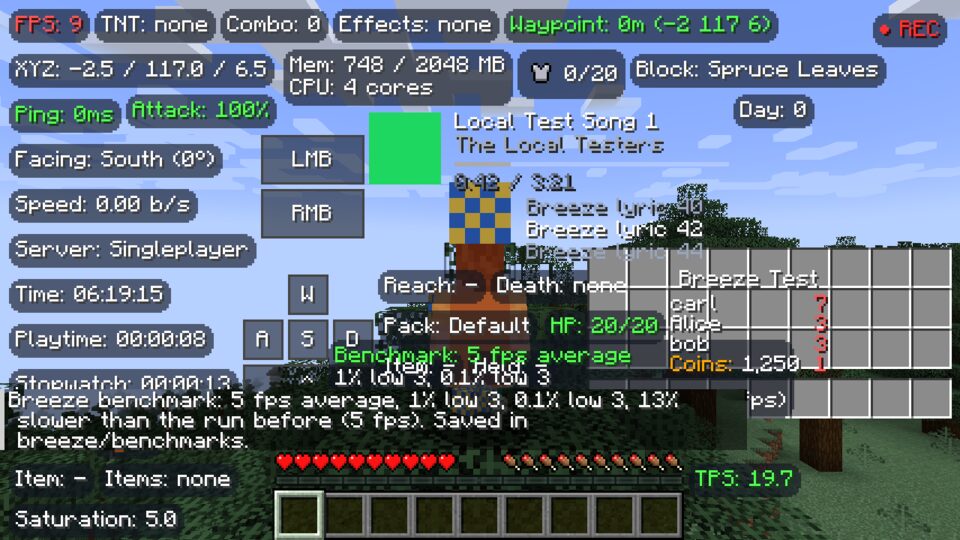 FPS: 9 TNT: none Combo: 0 Effects: none Waypoint: 0m (-2 117 6) REC
XYZ: -2.5 / 117.0 / 6.5
Mem: 748 / 2048 MB
CPU: 4 cores
0/20
Block: Spruce Leaves
Ping: 0ms
Attack: 100%
Day: 0
Local Test Song 1
The Local Testers
0:42 / 3:21
Facing: South (0°)
LMB
RMB
Speed: 0.00 b/s
Breeze lyric 40
Breeze lyric 42
Breeze lyric 44
Server: Singleplayer
Breeze Test
carl 7
Alice 3
bob 3
Coins: 1,250 1
Time: 06:19:15
W
Reach: - Death: none
Playtime: 00:00:08
A S D
Pack: Default HP: 20/20
Benchmark: 5 fps average
1% low 3, 0.1% low 3
Stopwatch: 00:00:13
Breeze benchmark: 5 fps average, 1% low 3, 0.1% low 3, 13%
slower than the run before (5 fps). Saved in
breeze/benchmarks.
fps)
Item: - Items: none
TPS: 19.7
Saturation: 5.0